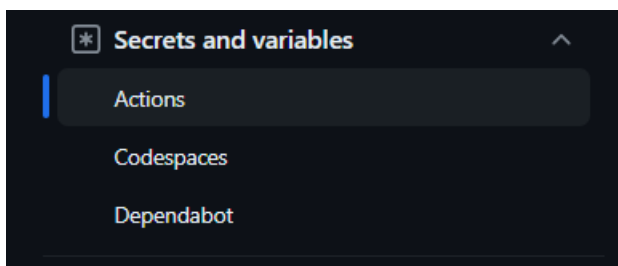 Secrets and variables
Actions
Codespaces
Dependabot